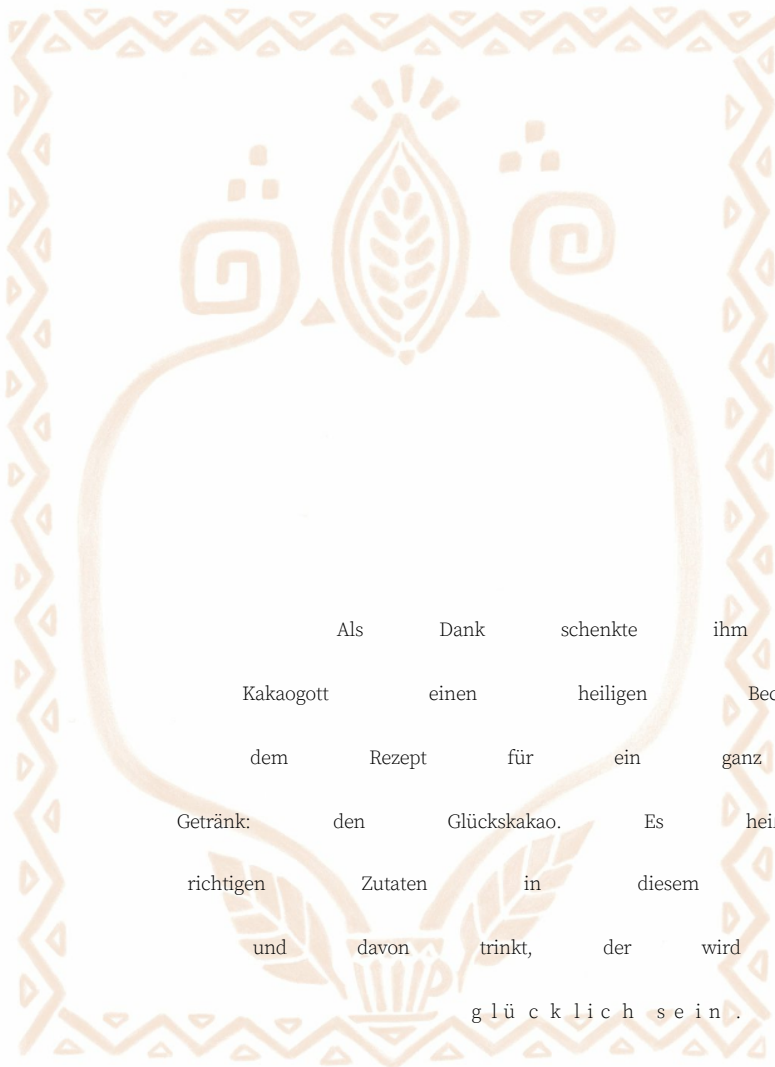 Als Dank schenkte ihm
Kakaogott einen heiligen
dem Rezept für ein ganz
Getränk: den Glückskakao. Es
richtigen Zutaten in diesem
und davon trinkt, der wird
glücklich sein.